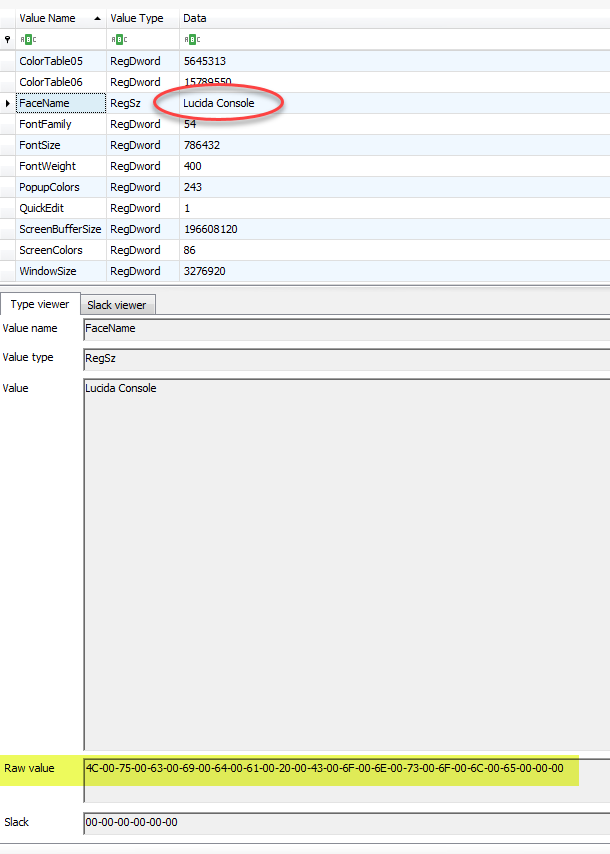 Value Name Value Type Data
ABC ABC ABC
ColorTable05 RegDword 5645313
ColorTable06 RegDword 15789550
FaceName RegSz Lucida Console
FontFamily RegDword 54
FontSize RegDword 786432
FontWeight RegDword 400
PopupColors RegDword 243
QuickEdit RegDword 1
ScreenBufferSize RegDword 196608120
ScreenColors RegDword 86
WindowSize RegDword 3276920
Type viewer Slack viewer
Value name FaceName
Value type RegSz
Value Lucida Console
Raw value 4C-00-75-00-63-00-69-00-64-00-61-00-20-00-43-00-6F-00-6E-00-73-00-6F-00-6C-00-65-00-00-00
Slack 00-00-00-00-00-00